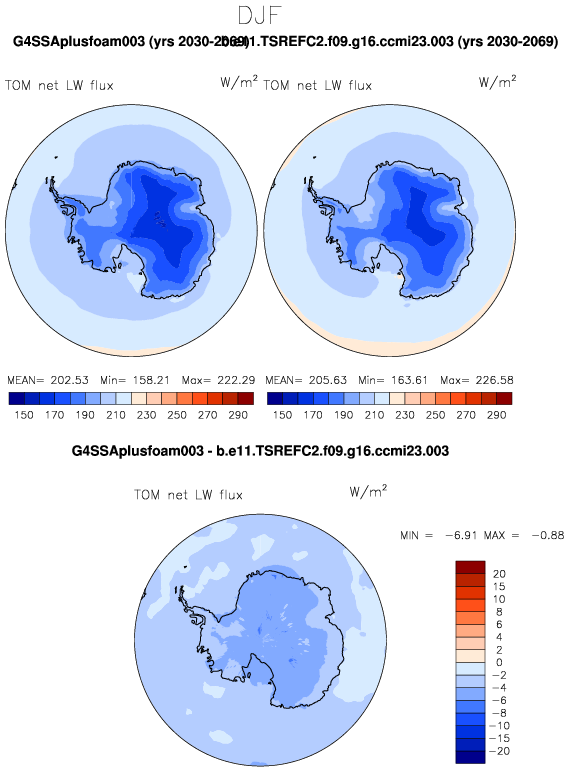 DJF
G4SSAplusfoam003 (yrs 2030-2069)
b.e11.TSREFC2.f09.g16.ccmi23.003 (yrs 2030-2069)
TOM net LW flux W/m²
TOM net LW flux W/m²
MEAN= 202.53 Min= 158.21 Max= 222.29
MEAN= 205.63 Min= 163.61 Max= 226.58
150 170 190 210 230 250 270 290
150 170 190 210 230 250 270 290
G4SSAplusfoam003 - b.e11.TSREFC2.f09.g16.ccmi23.003
TOM net LW flux W/m²
MIN = -6.91 MAX = -0.88
20
15
10
8
6
4
2
0
-2
-4
-6
-8
-10
-15
-20